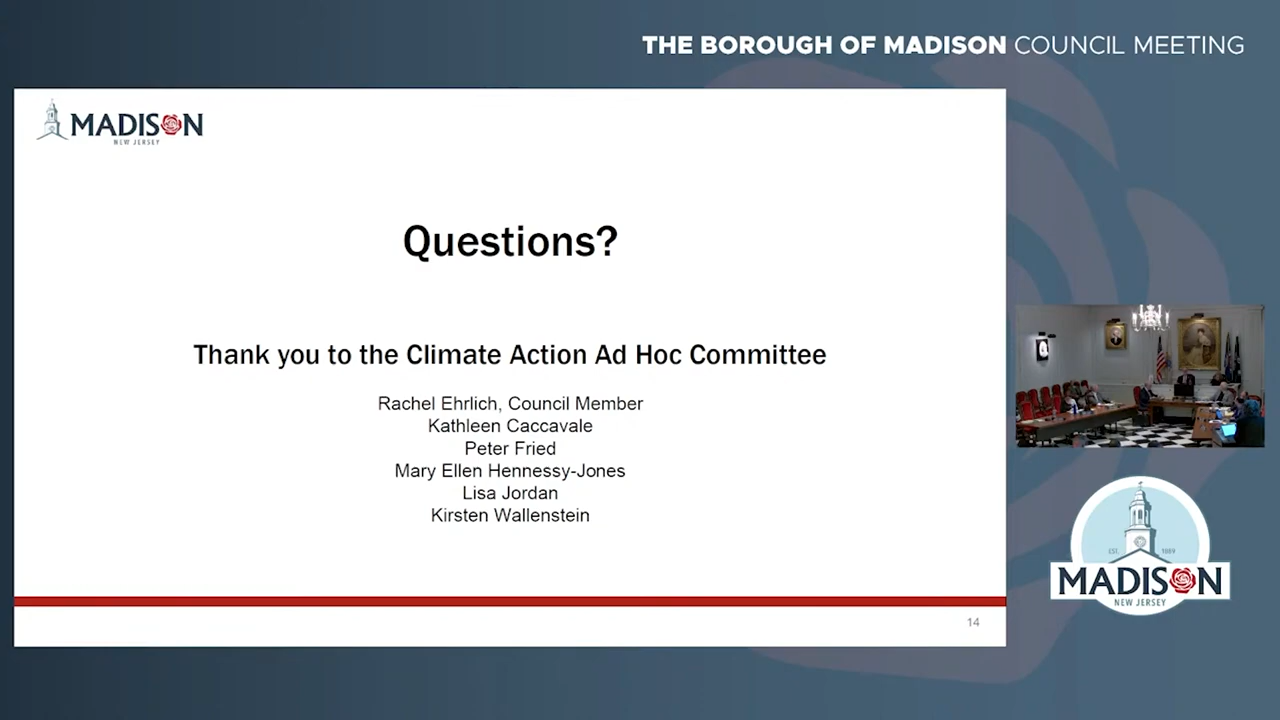 THE BOROUGH OF MADISON COUNCIL MEETING
MADISON
NEW JERSEY
Questions?
Thank you to the Climate Action Ad Hoc Committee
Rachel Ehrlich, Council Member
Kathleen Caccavale
Peter Fried
Mary Ellen Hennessy-Jones
Lisa Jordan
Kirsten Wallenstein
14
EST. 1889
MADISON
NEW JERSEY